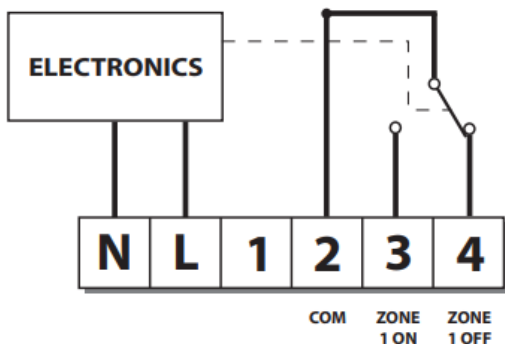 ELECTRONICS
N L 1 2 3 4
COM ZONE ZONE
1 ON 1 OFF